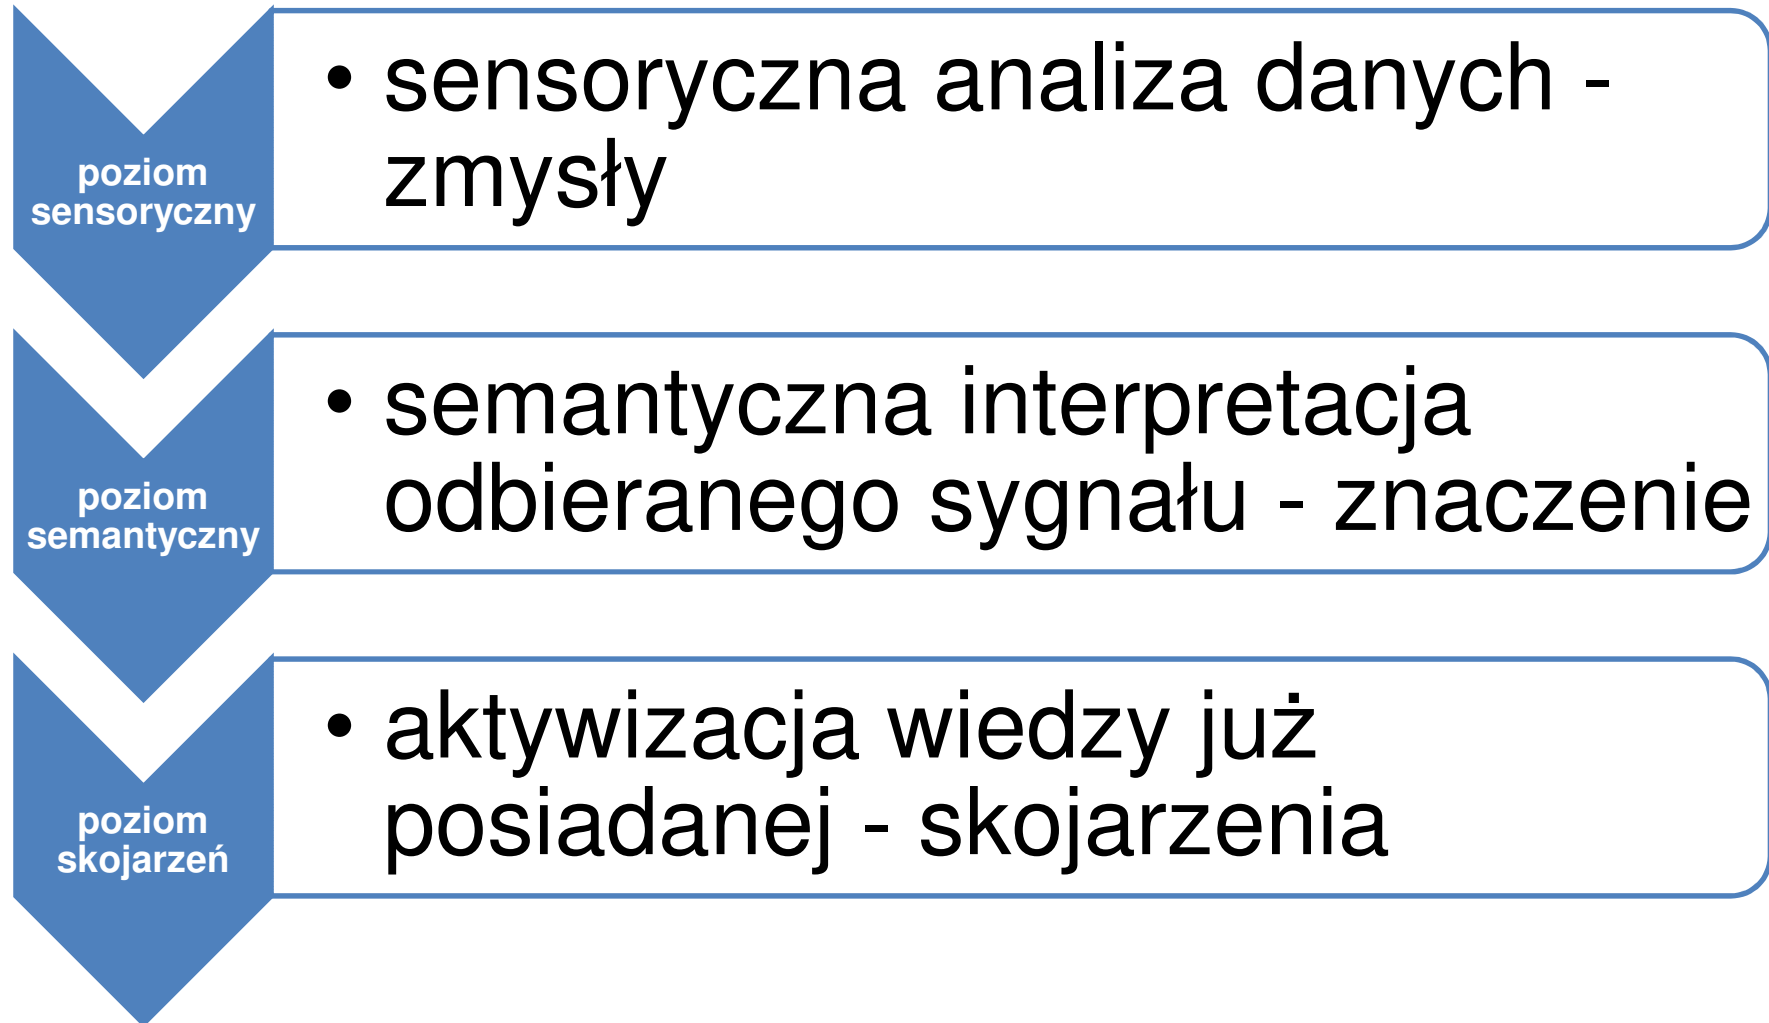 poziom
sensoryczny
• sensoryczna analiza danych -
zmysły
poziom
semantyczny
• semantyczna interpretacja
odbieranego sygnału - znaczenie
poziom
skojarzeń
• aktywizacja wiedzy już
posiadanej - skojarzenia